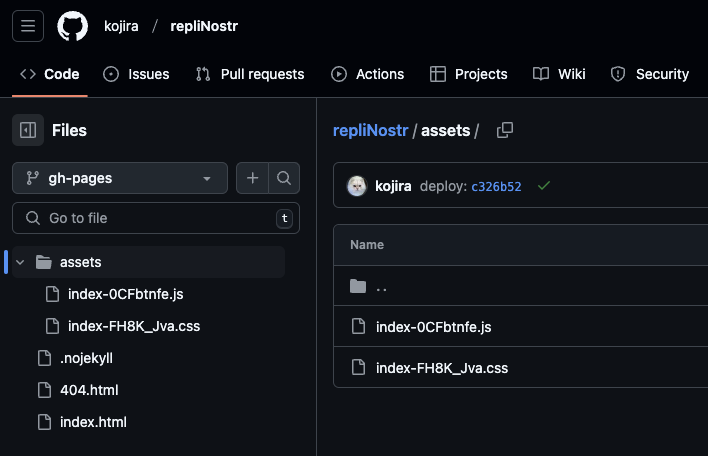 kojira / repliNostr
Code Issues Pull requests Actions Projects Wiki Security
Files
gh-pages
Go to file t
assets
index-0CFbtnfe.js
index-FH8K_Jva.css
.nojekyll
404.html
index.html
repliNostr / assets /
kojira deploy: c326b52
Name
..
index-0CFbtnfe.js
index-FH8K_Jva.css